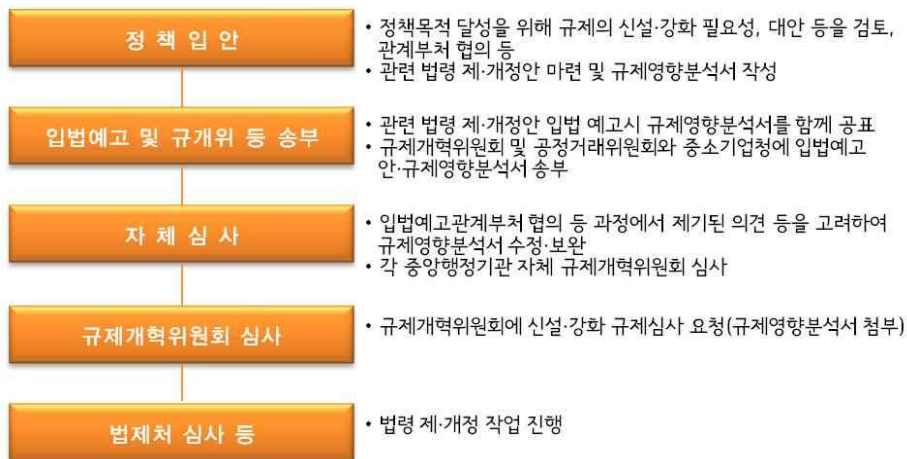 정 책 입 안
• 정책목적 달성을 위해 규제의 신설·강화 필요성, 대안 등을 검토,
관계부처 협의 등
• 관련 법령 제·개정안 마련 및 규제영향분석서 작성
입법예고 및 규개위 등 송부
• 관련 법령 제·개정안 입법 예고시 규제영향분석서를 함께 공표
• 규제개혁위원회 및 공정거래위원회와 중소기업청에 입법예고
안·규제영향분석서 송부
자 체 심 사
• 입법예고관계부처 협의 등 과정에서 제기된 의견 등을 고려하여
규제영향분석서 수정·보완
• 각 중앙행정기관 자체 규제개혁위원회 심사
규제개혁위원회 심사
• 규제개혁위원회에 신설·강화 규제심사 요청(규제영향분석서 첨부)
법제처 심사 등
• 법령 제·개정 작업 진행